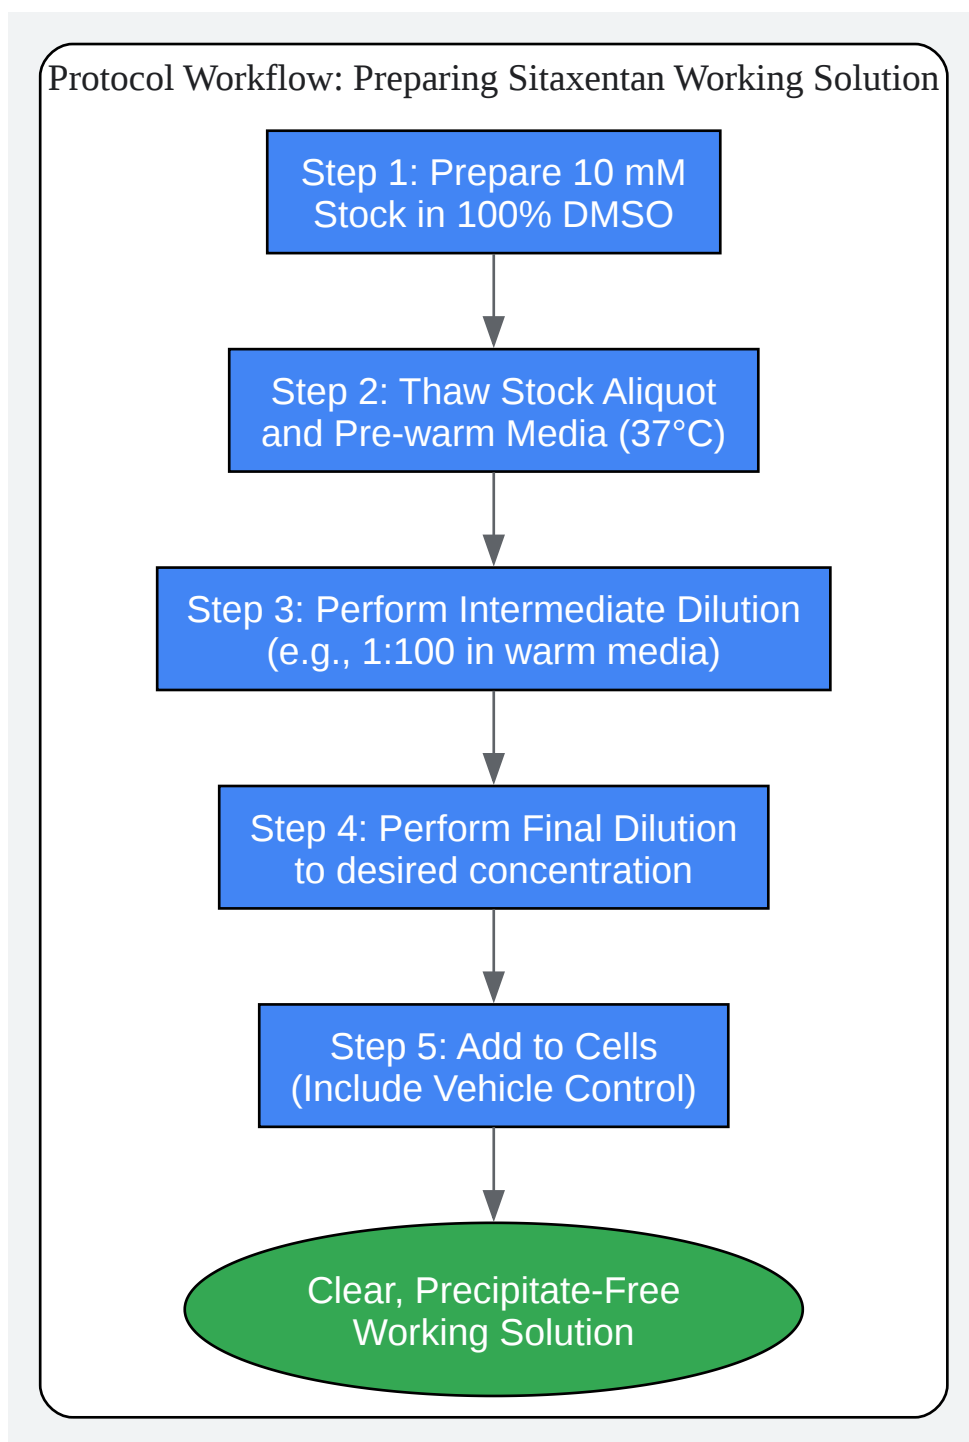 Protocol Workflow: Preparing Sitaxentan Working Solution
Step 1: Prepare 10 mM
Stock in 100% DMSO
Step 2: Thaw Stock Aliquot
and Pre-warm Media (37°C)
Step 3: Perform Intermediate Dilution
(e.g., 1:100 in warm media)
Step 4: Perform Final Dilution
to desired concentration
Step 5: Add to Cells
(Include Vehicle Control)
Clear, Precipitate-Free
Working Solution